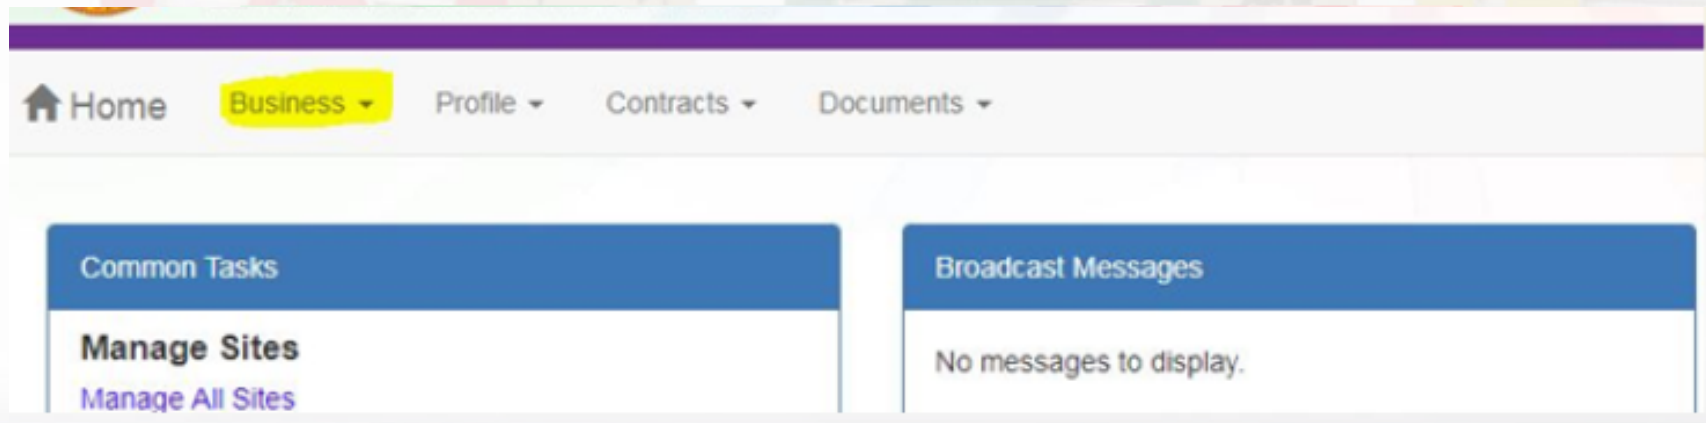 Home Business Profile Contracts Documents
Common Tasks
Manage Sites
Manage All Sites
Broadcast Messages
No messages to display.